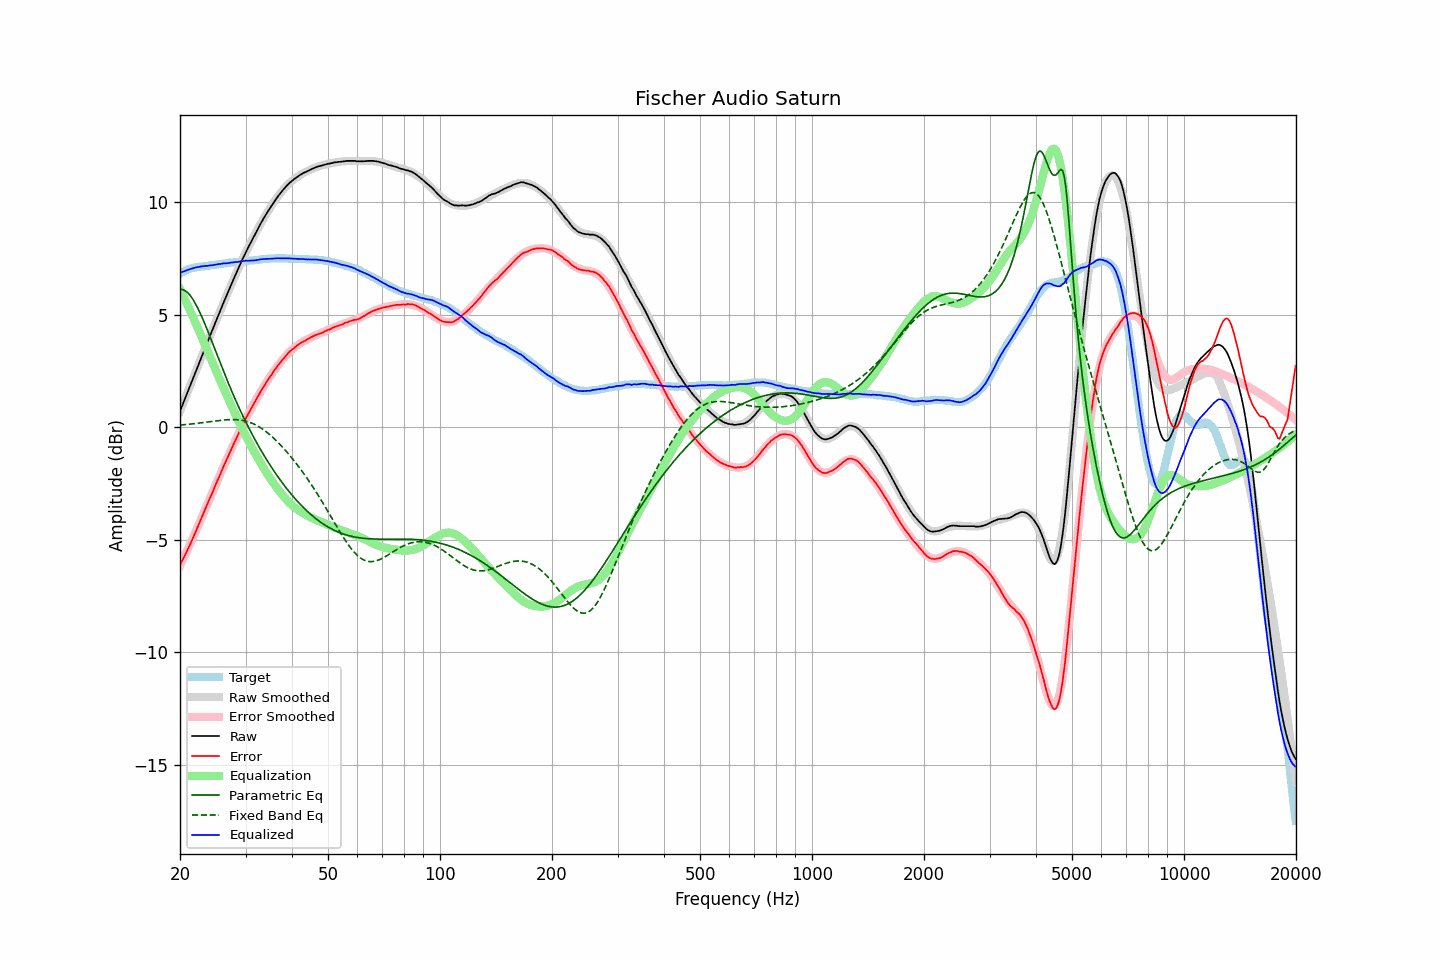 Fischer Audio Saturn
Amplitude (dBr)
10
5
0
−5
−10
−15
Target
Raw Smoothed
Error Smoothed
Raw
Error
Equalization
Parametric Eq
Fixed Band Eq
Equalized
20 50 100 200 500 1000 2000 5000 10000 20000
Frequency (Hz)